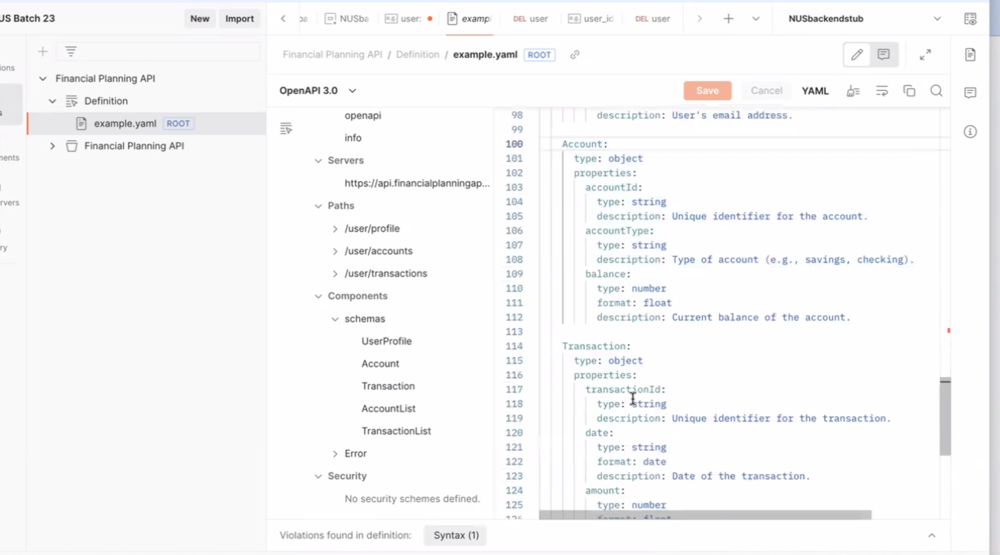 US Batch 23
New
Import
NUSba
user:
exampl
DEL user
user_id
DEL user
NUSbackendstub
Financial Planning API / Definition / example.yaml ROOT
Financial Planning API
Definition
example.yaml ROOT
Financial Planning API
ions
s
ments
rvers
ry
OpenAPI 3.0
Save
Cancel
YAML
openapi
info
Servers
https://api.financialplanningap...
Paths
/user/profile
/user/accounts
/user/transactions
Components
schemas
UserProfile
Account
Transaction
AccountList
TransactionList
Error
Security
No security schemes defined.
98 description: User's email address.
99
100 Account:
101 type: object
102 properties:
103 accountId:
104 type: string
105 description: Unique identifier for the account.
106 accountType:
107 type: string
108 description: Type of account (e.g., savings, checking).
109 balance:
110 type: number
111 format: float
112 description: Current balance of the account.
113
114 Transaction:
115 type: object
116 properties:
117 transactionId:
118 type: string
119 description: Unique identifier for the transaction.
120 date:
121 type: string
122 format: date
123 description: Date of the transaction.
124 amount:
125 type: number
126 format: float
Violations found in definition:
Syntax (1)